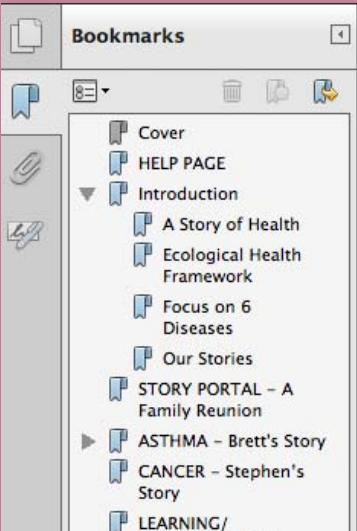 Bookmarks
Cover
HELP PAGE
Introduction
A Story of Health
Ecological Health
Framework
Focus on 6
Diseases
Our Stories
STORY PORTAL – A
Family Reunion
ASTHMA – Brett's Story
CANCER – Stephen's
Story
LEARNING/